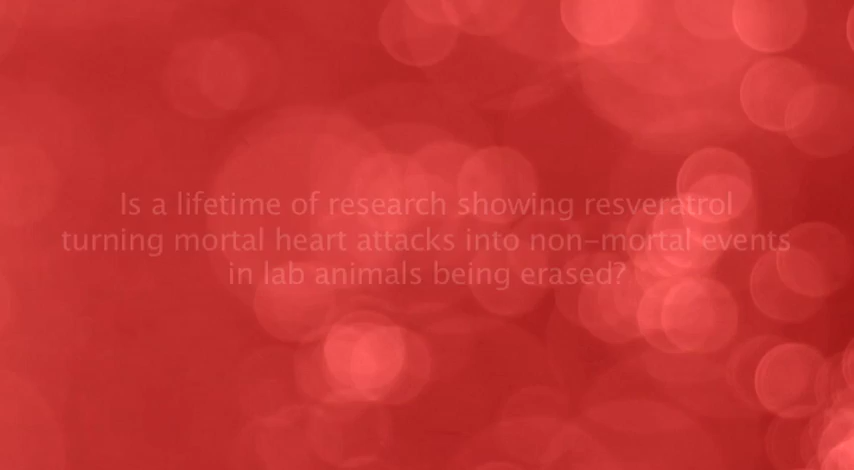 Is a lifetime of research showing resveratrol
turning mortal heart attacks into non-mortal events
in lab animals being erased?